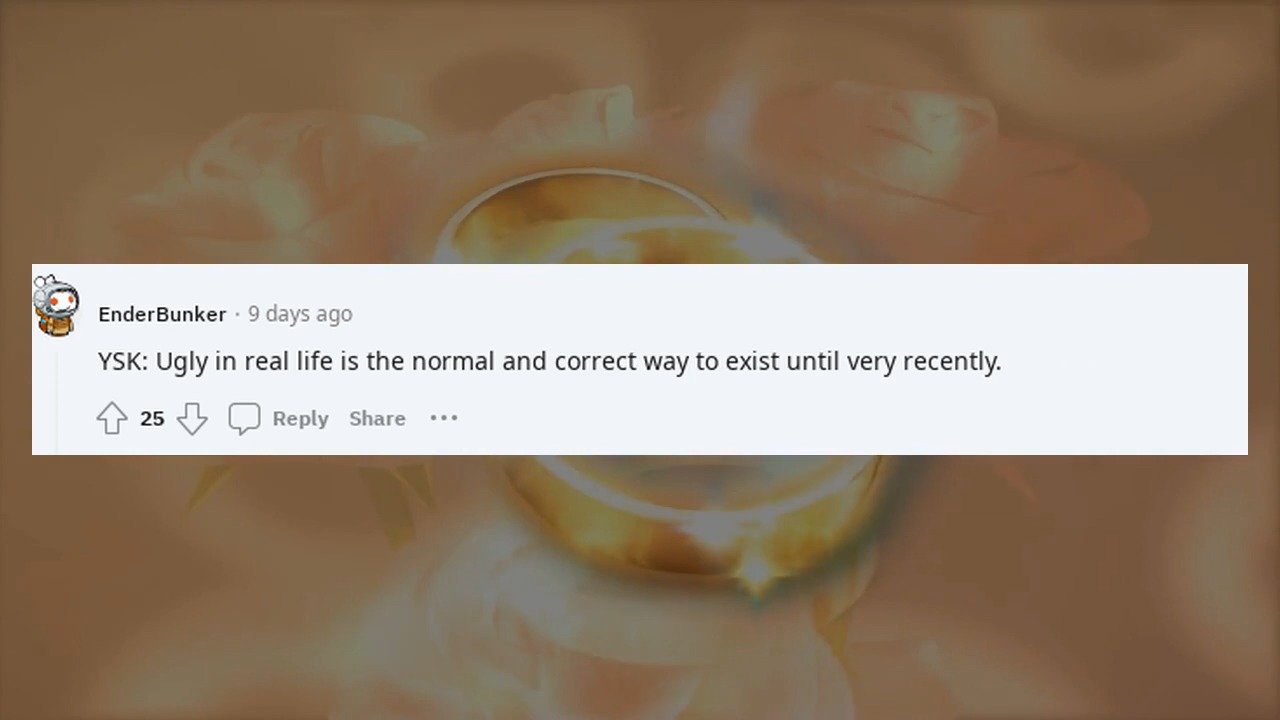 EnderBunker · 9 days ago
YSK: Ugly in real life is the normal and correct way to exist until very recently.
25 Reply Share ···